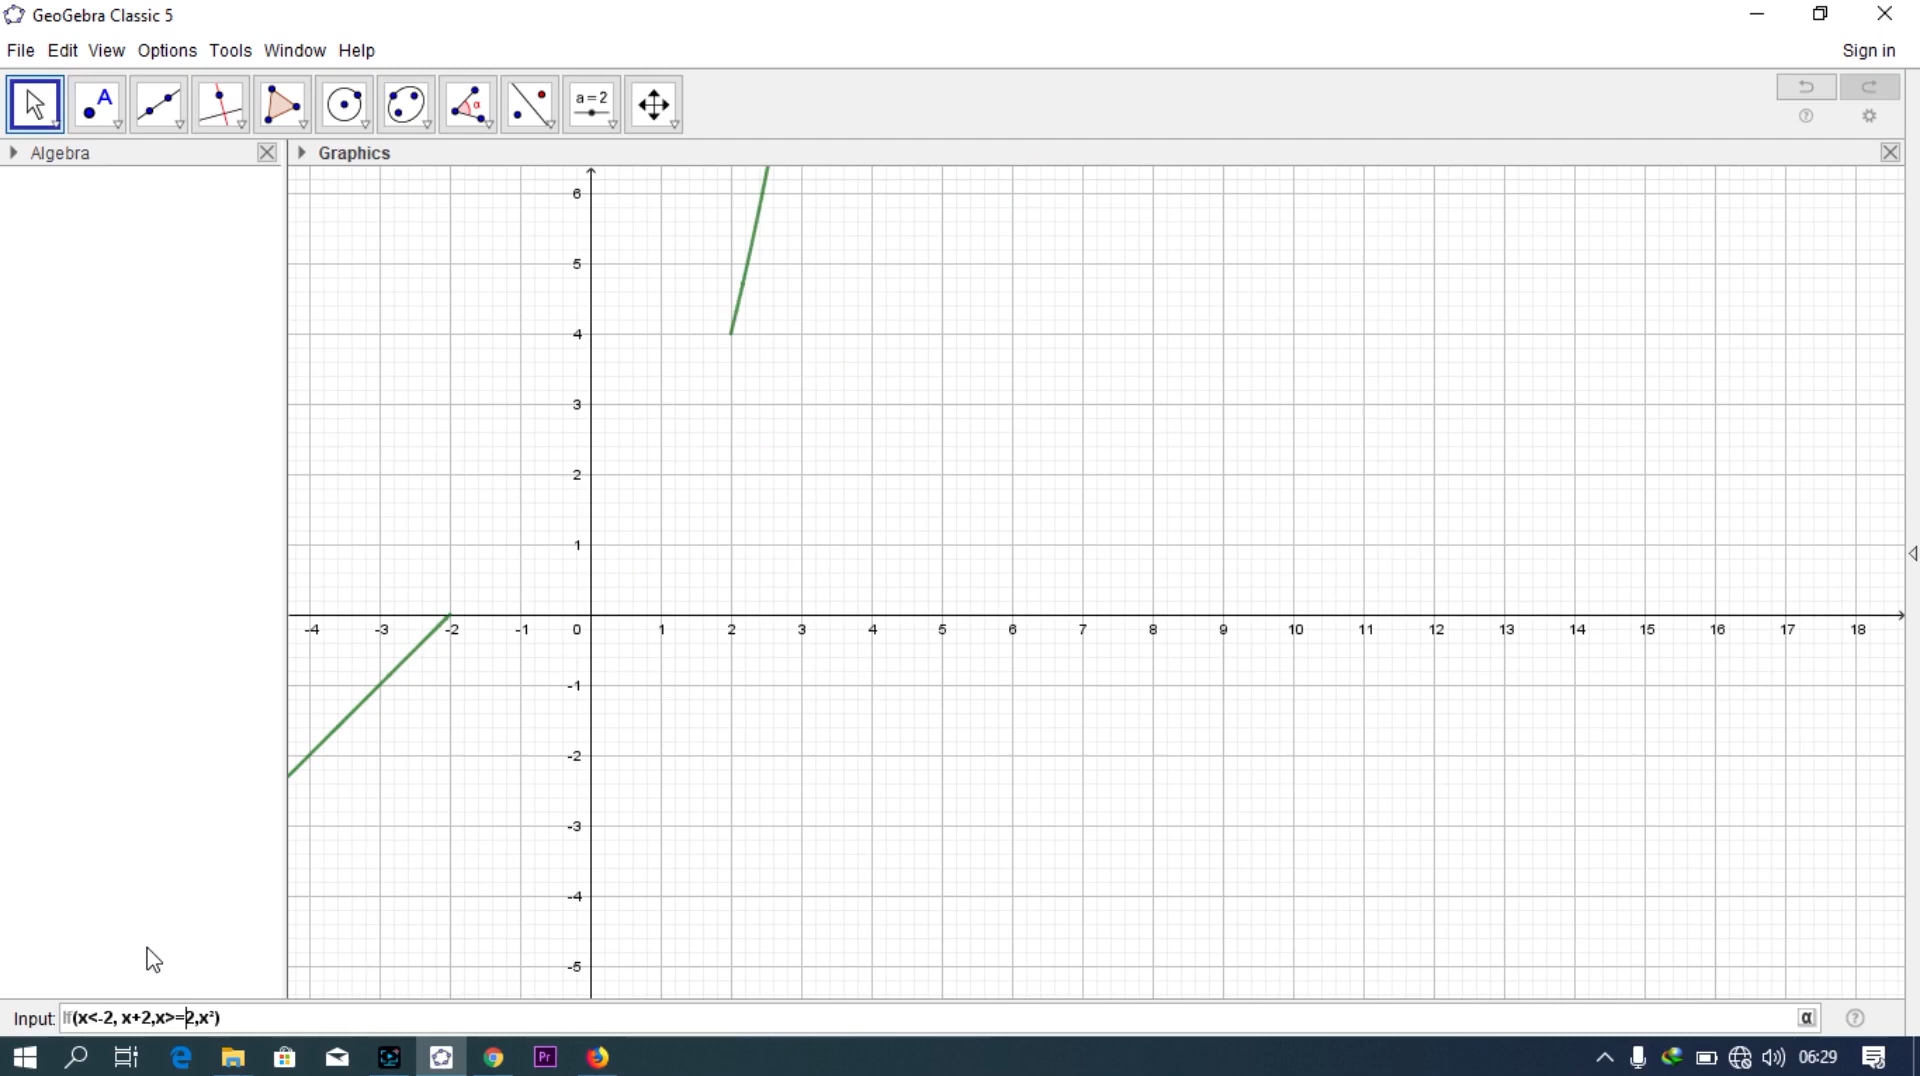 GeoGebra Classic 5
File Edit View Options Tools Window Help Sign in
A α a=2
Algebra Graphics
6
5
4
3
2
1
-4 -3 -2 -1 0 1 2 3 4 5 6 7 8 9 10 11 12 13 14 15 16 17 18
-1
-2
-3
-4
-5
Input: If(x<-2, x+2,x>=2,x²) α
Pr 06:29